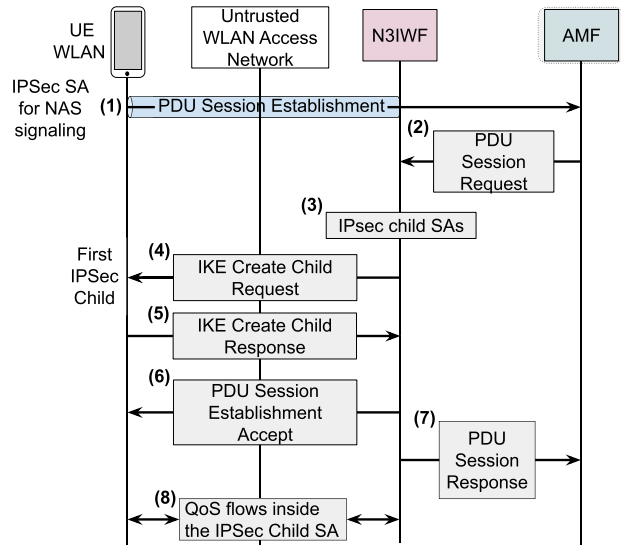 UE
WLAN
Untrusted
WLAN Access
Network
N3IWF
AMF
IPSec SA
for NAS
signaling
(1)
PDU Session Establishment
(2)
PDU
Session
Request
(3)
IPsec child SAs
First
IPSec
Child
(4)
IKE Create Child
Request
(5)
IKE Create Child
Response
(6)
PDU Session
Establishment
Accept
(7)
PDU
Session
Response
(8)
QoS flows inside
the IPSec Child SA